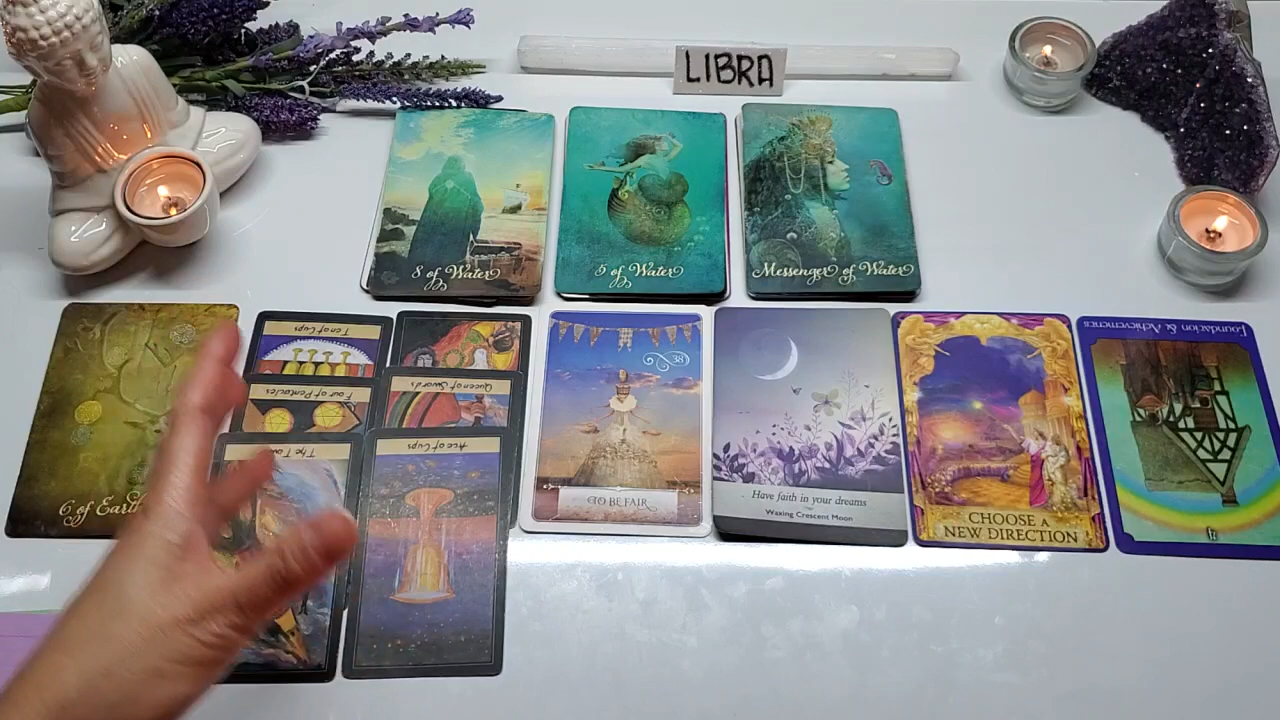 LIBRA
8 of Water
5 of Water
Messenger of Water
6 of Earth
Ten of Cups
Four of Pentacles
The
Queen of Swords
Ace of Cups
38
TO BE FAIR
Have faith in your dreams
Waxing Crescent Moon
CHOOSE A
NEW DIRECTION
Foundation & Achievements